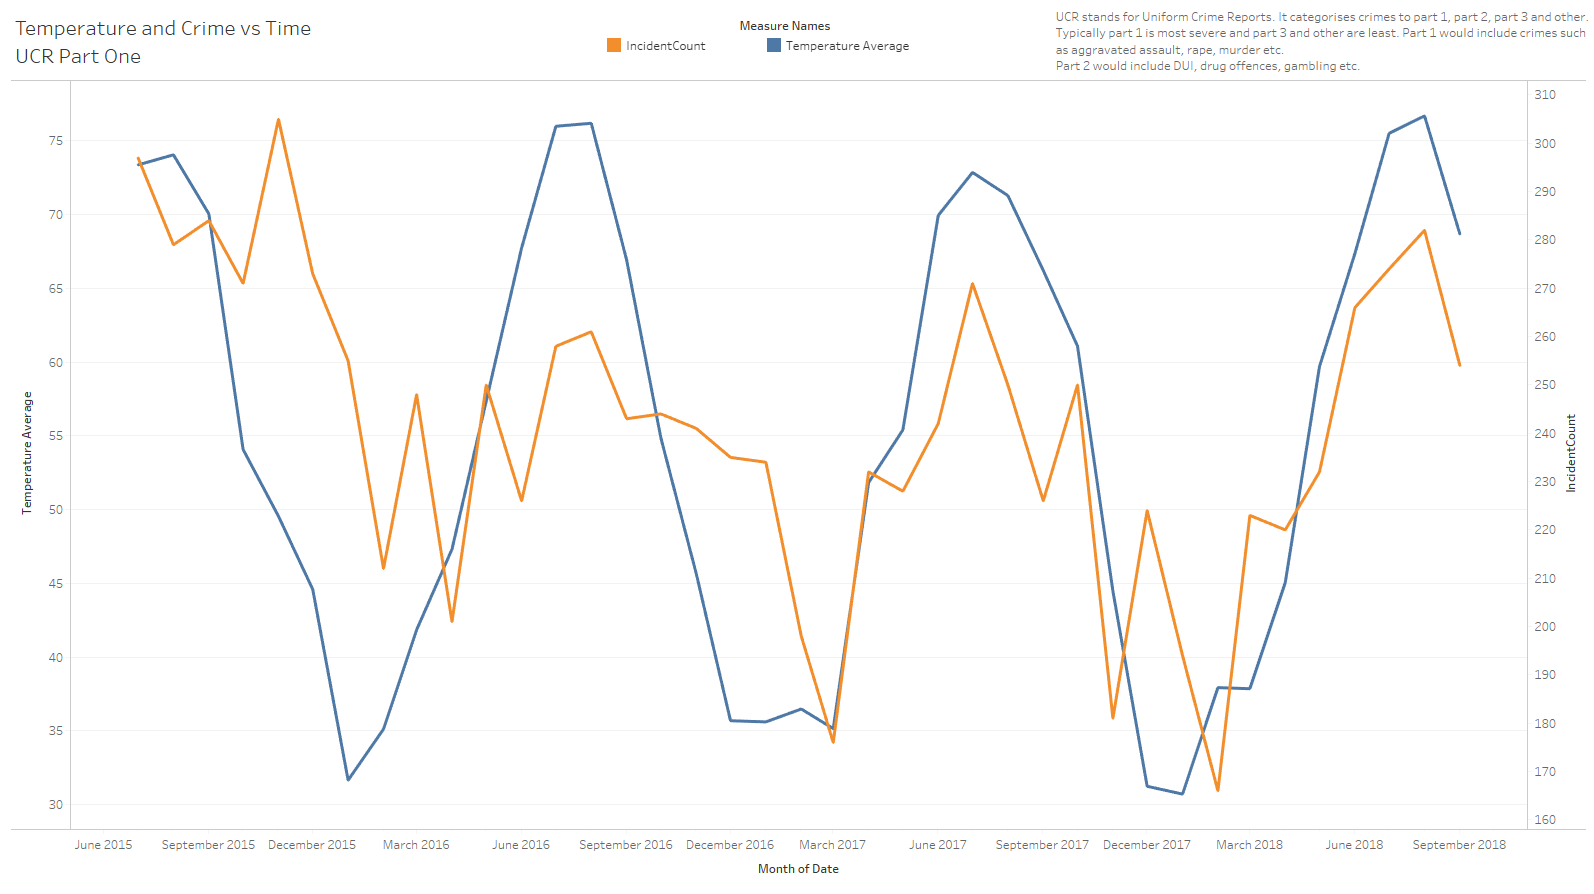 Temperature and Crime vs Time
UCR Part One
Measure Names
IncidentCount
Temperature Average
UCR stands for Uniform Crime Reports. It categorises crimes to part 1, part 2, part 3 and other.
Typically part 1 is most severe and part 3 and other are least. Part 1 would include crimes such
as aggravated assault, rape, murder etc.
Part 2 would include DUI, drug offences, gambling etc.
Temperature Average
75
70
65
60
55
50
45
40
35
30
310
300
290
280
270
260
250
240
230
220
210
200
190
180
170
160
IncidentCount
June 2015
September 2015
December 2015
March 2016
June 2016
September 2016
December 2016
March 2017
June 2017
September 2017
December 2017
March 2018
June 2018
September 2018
Month of Date